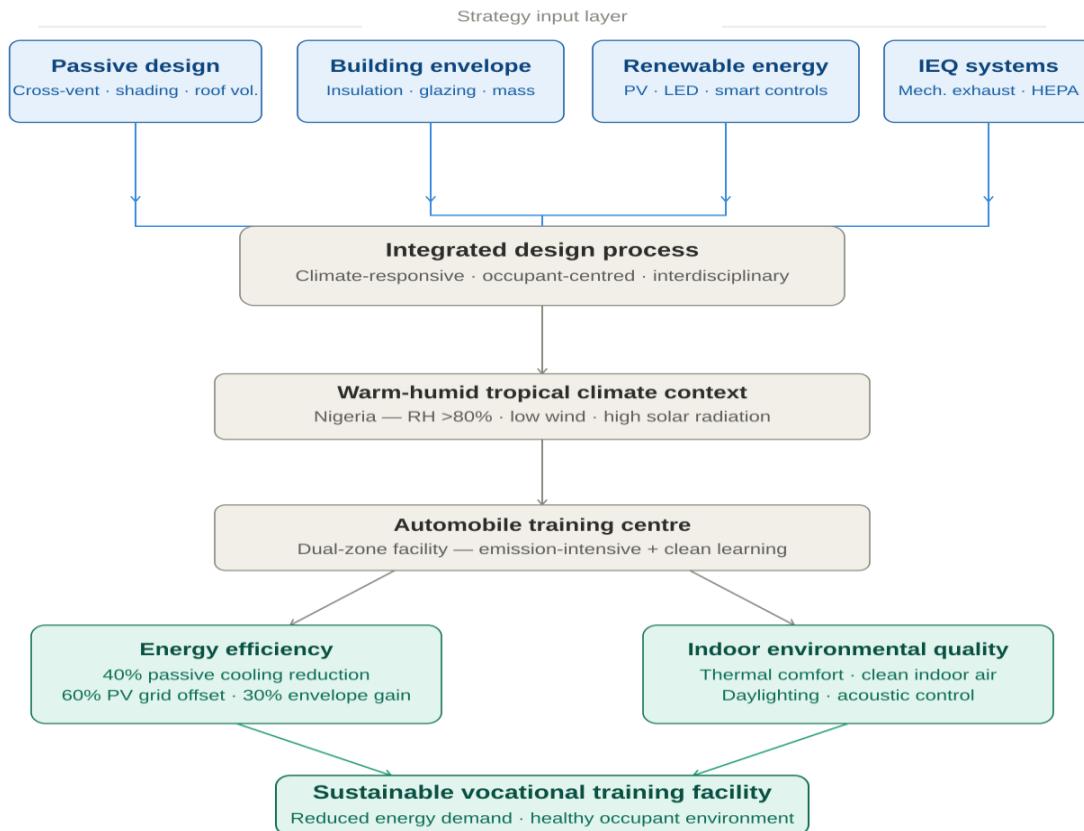 Strategy input layer
Passive design
Cross-vent · shading · roof vol.
Building envelope
Insulation · glazing · mass
Renewable energy
PV · LED · smart controls
IEQ systems
Mech. exhaust · HEPA
Integrated design process
Climate-responsive · occupant-centred · interdisciplinary
Warm-humid tropical climate context
Nigeria — RH >80% · low wind · high solar radiation
Automobile training centre
Dual-zone facility — emission-intensive + clean learning
Energy efficiency
40% passive cooling reduction
60% PV grid offset · 30% envelope gain
Indoor environmental quality
Thermal comfort · clean indoor air
Daylighting · acoustic control
Sustainable vocational training facility
Reduced energy demand · healthy occupant environment